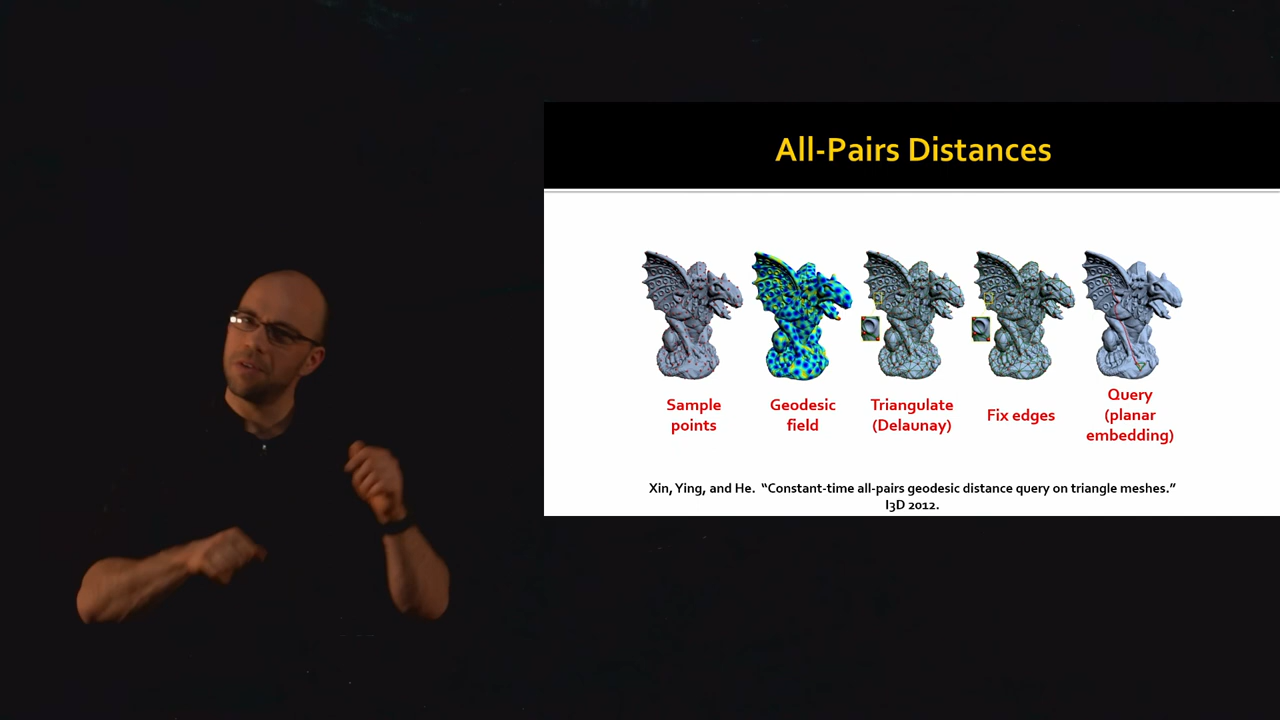 All-Pairs Distances
Sample
points
Geodesic
field
Triangulate
(Delaunay)
Fix edges
Query
(planar
embedding)
Xin, Ying, and He. “Constant-time all-pairs geodesic distance query on triangle meshes.”
I3D 2012.